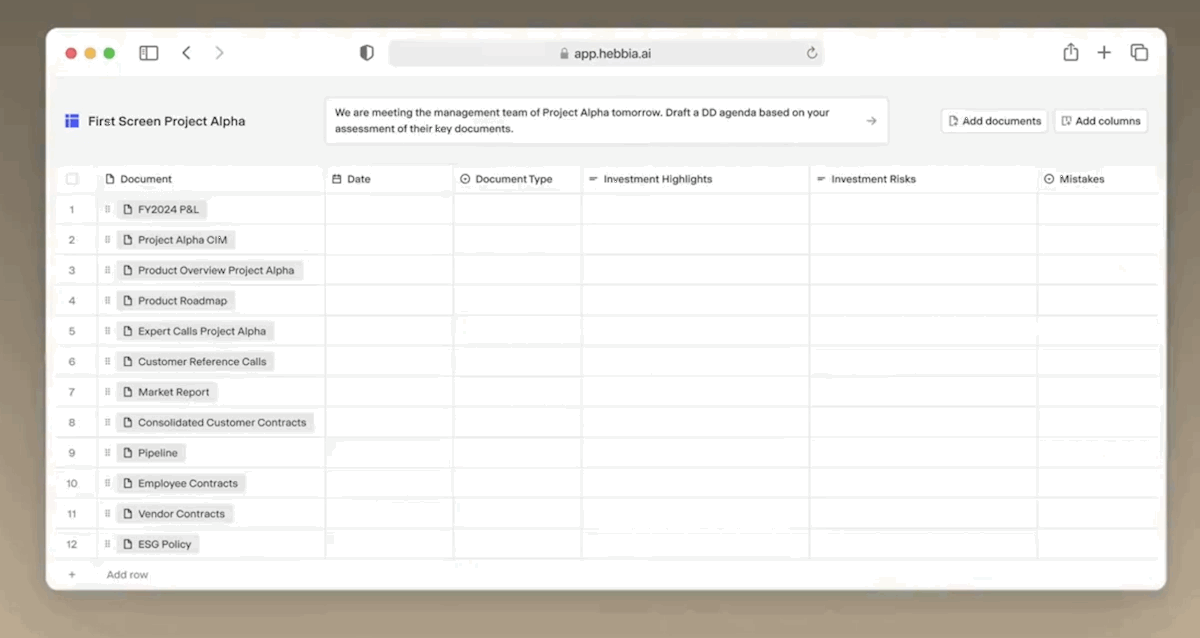 app.hebbia.ai
First Screen Project Alpha
We are meeting the management team of Project Alpha tomorrow. Draft a DD agenda based on your
assessment of their key documents.
Add documents
Add columns
Document
Date
Document Type
Investment Highlights
Investment Risks
Mistakes
1 FY2024 P&L
2 Project Alpha CIM
3 Product Overview Project Alpha
4 Product Roadmap
5 Expert Calls Project Alpha
6 Customer Reference Calls
7 Market Report
8 Consolidated Customer Contracts
9 Pipeline
10 Employee Contracts
11 Vendor Contracts
12 ESG Policy
+ Add row